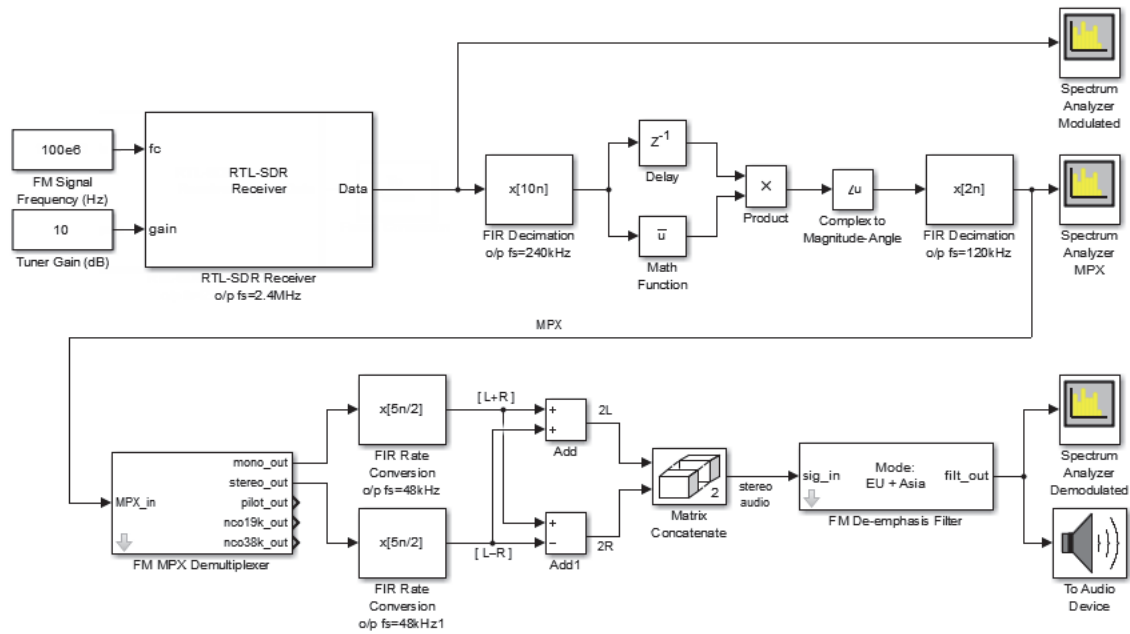 Spectrum
Analyzer
Modulated
100e6
FM Signal
Frequency (Hz)
10
Tuner Gain (dB)
fc
gain
RTL-SDR
Receiver
Data
RTL-SDR Receiver
o/p fs=2.4MHz
x[10n]
FIR Decimation
o/p fs=240kHz
Z-1
Delay
u
Math
Function
×
Product
∠u
Complex to
Magnitude-Angle
x[2n]
FIR Decimation
o/p fs=120kHz
Spectrum
Analyzer
MPX
MPX
MPX_in
mono_out
stereo_out
pilot_out
nco19k_out
nco38k_out
FM MPX Demultiplexer
x[5n/2]
FIR Rate
Conversion
o/p fs=48kHz
x[5n/2]
FIR Rate
Conversion
o/p fs=48kHz1
[ L+R ]
[ L–R ]
+
+
Add
+
−
Add1
2L
2R
2
Matrix
Concatenate
stereo
audio
sig_in
Mode:
EU + Asia
filt_out
FM De-emphasis Filter
Spectrum
Analyzer
Demodulated
To Audio
Device